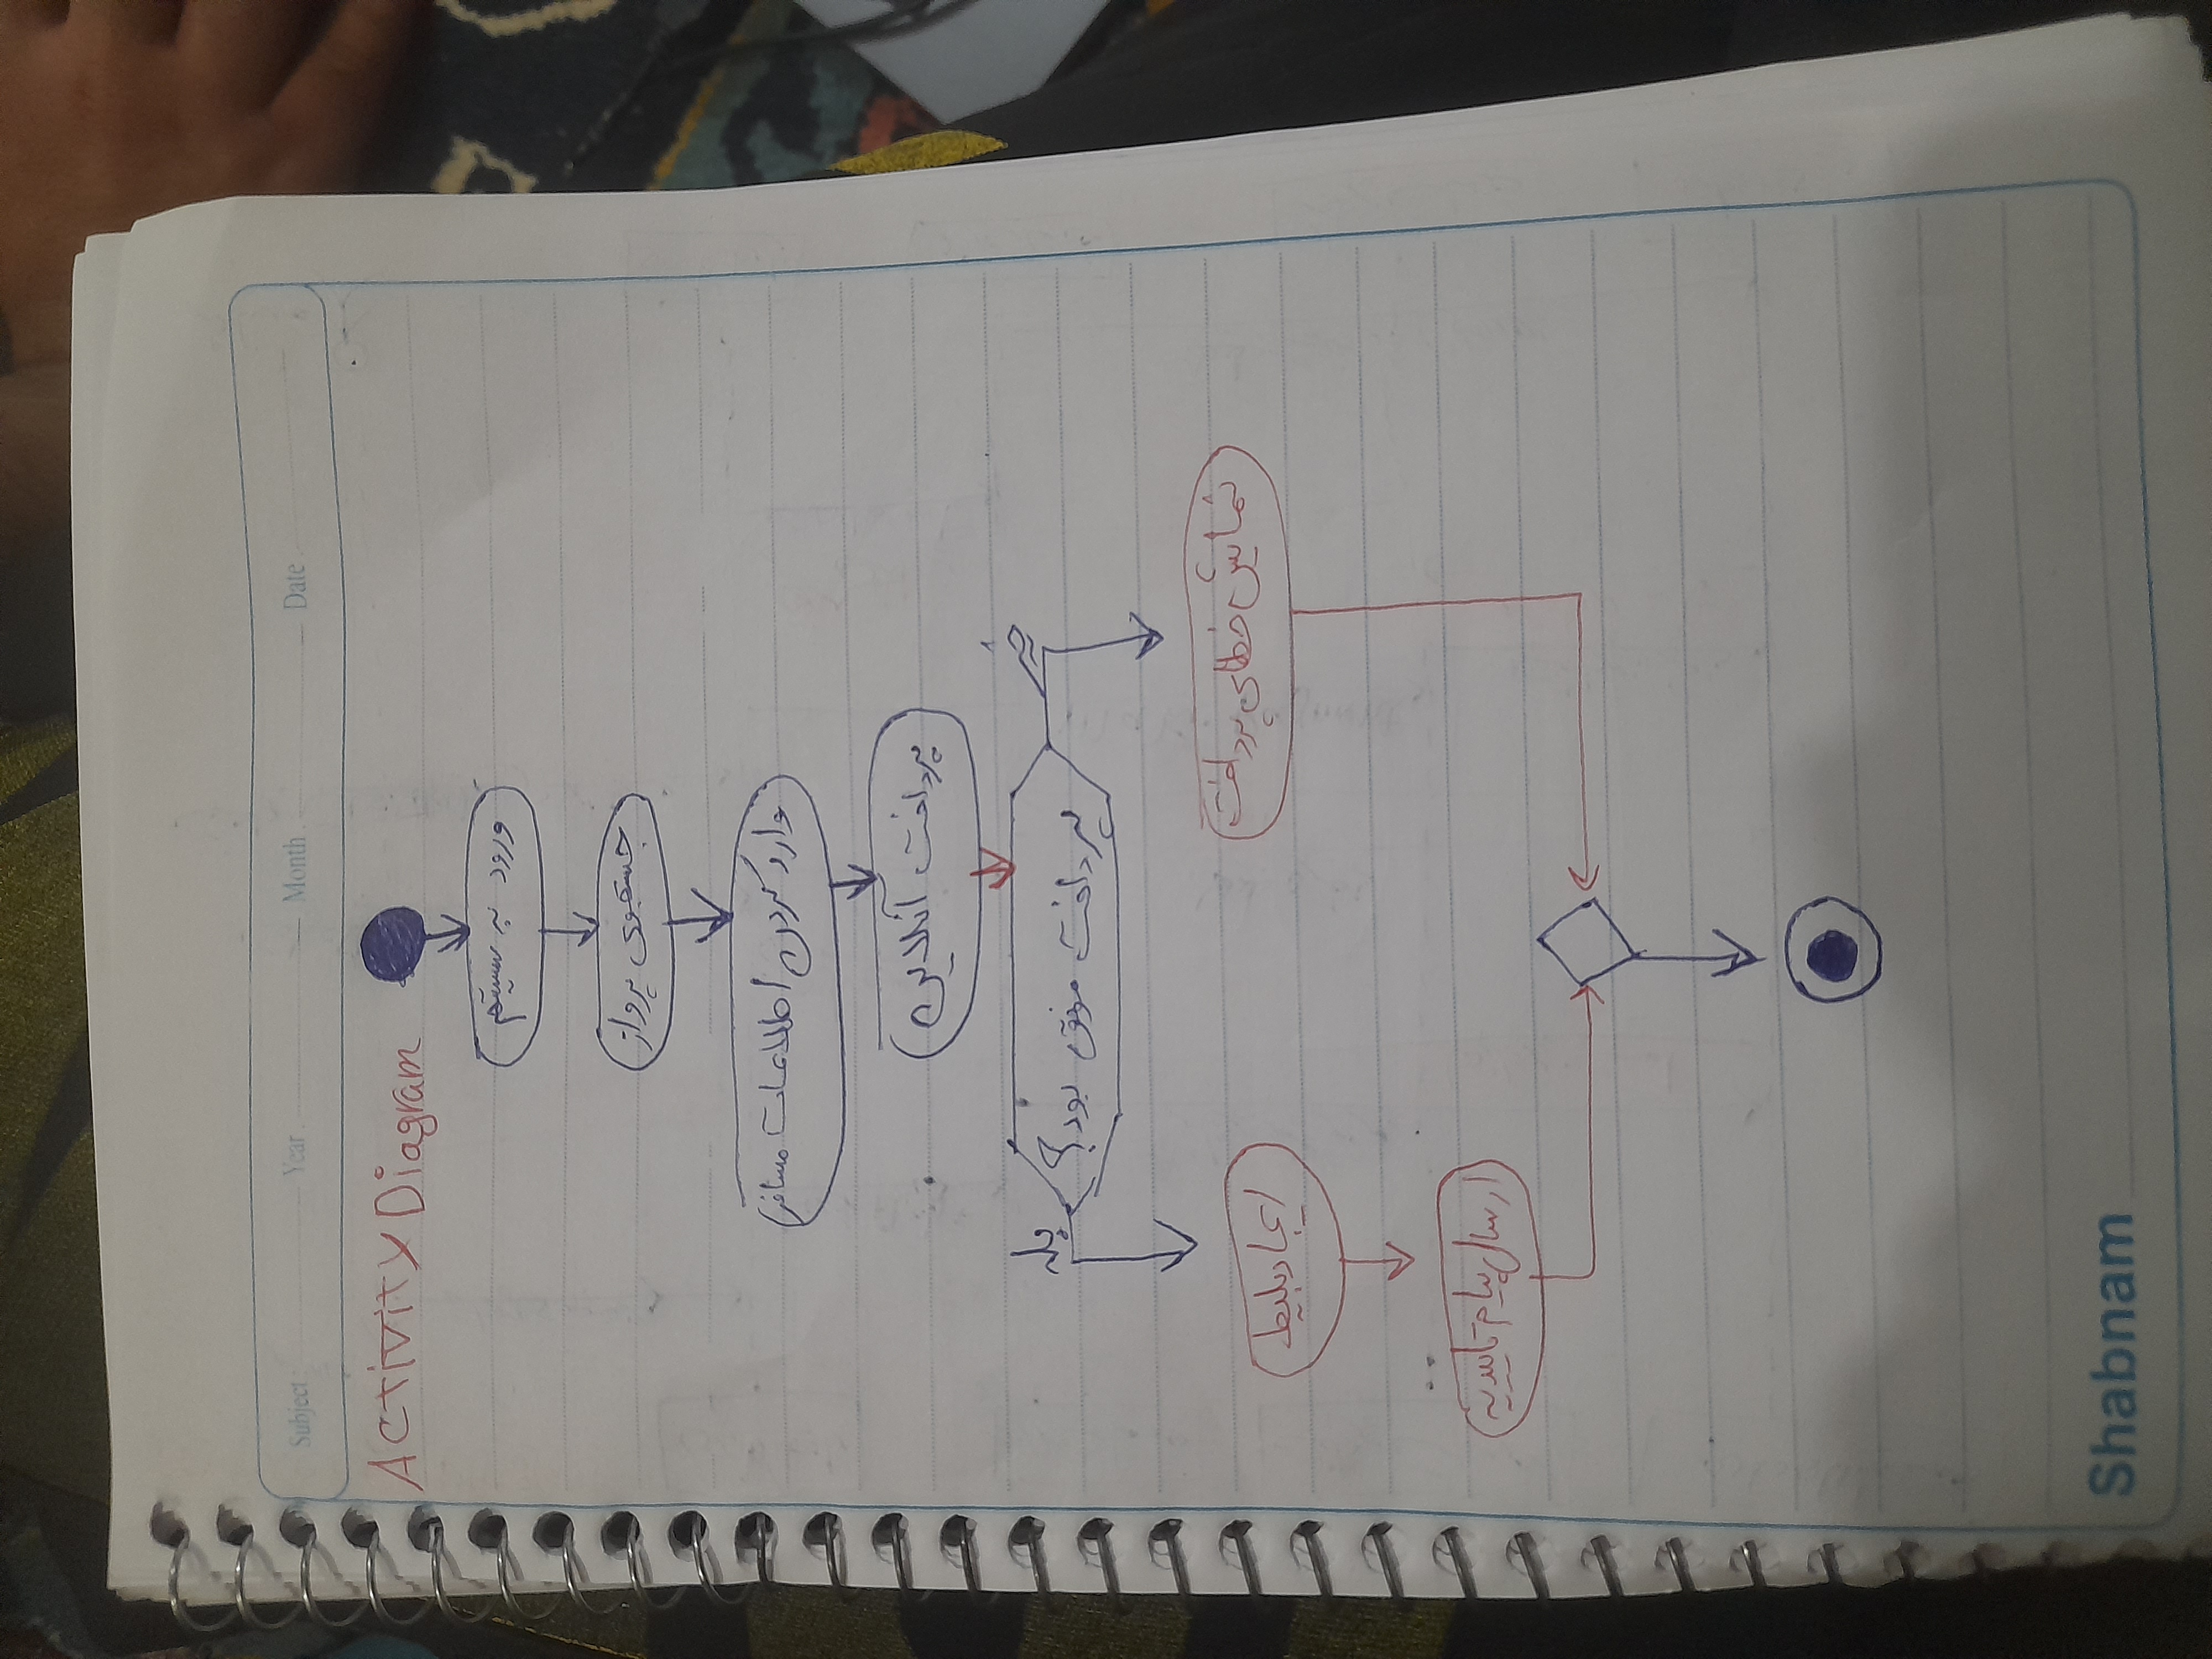 Subject: Year. Month. Date.
ACTIVITY Diagram
ورود به سیستم
جستجوی پرواز
وارد کردن اطلاعات مسافر
پرداخت آنلاین
بله
خیر
پرداخت موفق بود؟
نمایش خطای پرداخت
ایجاد بلیط
ارسال پیام تاییدیه
Shabnam